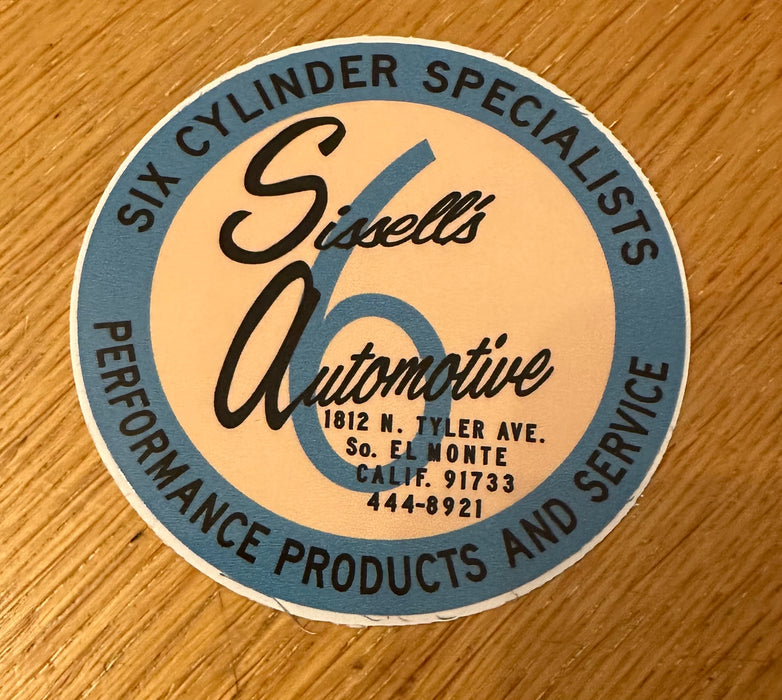 SIX CYLINDER SPECIALISTS
6
Sissell's
Automotive
1812 N. TYLER AVE.
So. EL MONTE
CALIF. 91733
444-8921
PERFORMANCE PRODUCTS AND SERVICE